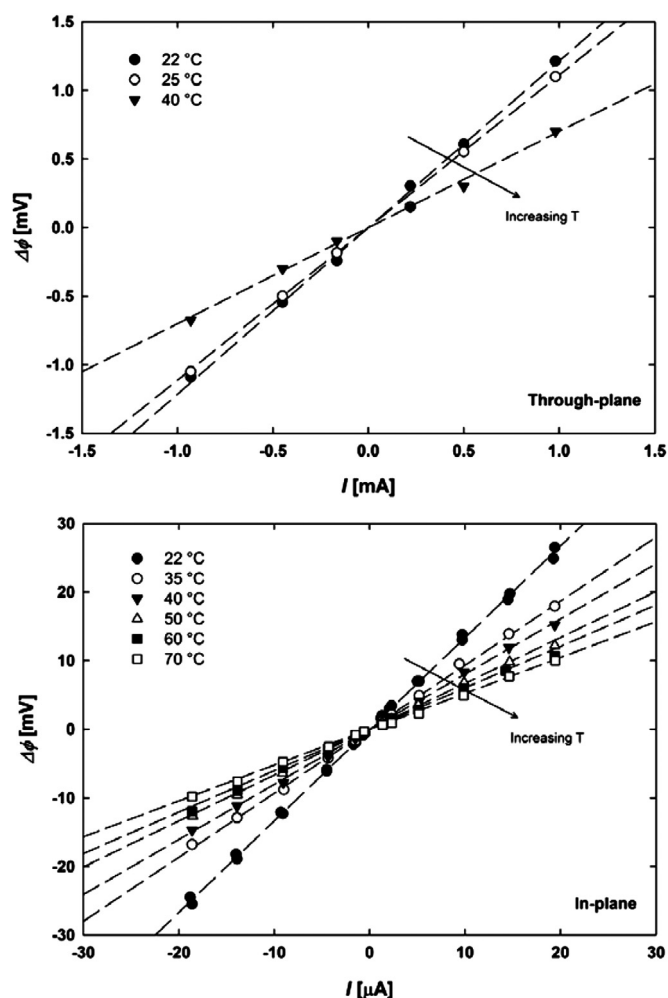 1.5
22 °C
25 °C
40 °C
1.0
0.5
0.0
-0.5
-1.0
-1.5
Δϕ [mV]
Increasing T
Through-plane
-1.5 -1.0 -0.5 0.0 0.5 1.0 1.5
I [mA]
30
22 °C
35 °C
40 °C
50 °C
60 °C
70 °C
20
10
0
-10
-20
-30
Δϕ [mV]
Increasing T
In-plane
-30 -20 -10 0 10 20 30
I [μA]